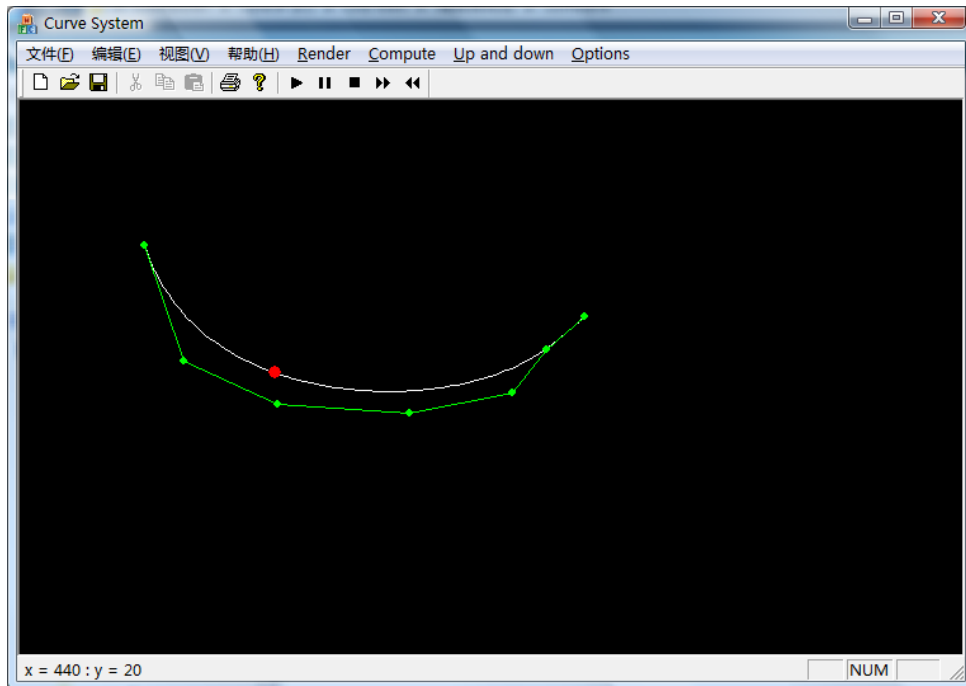 Curve System
文件(F) 编辑(E) 视图(V) 帮助(H) Render Compute Up and down Options
x = 440 : y = 20 NUM